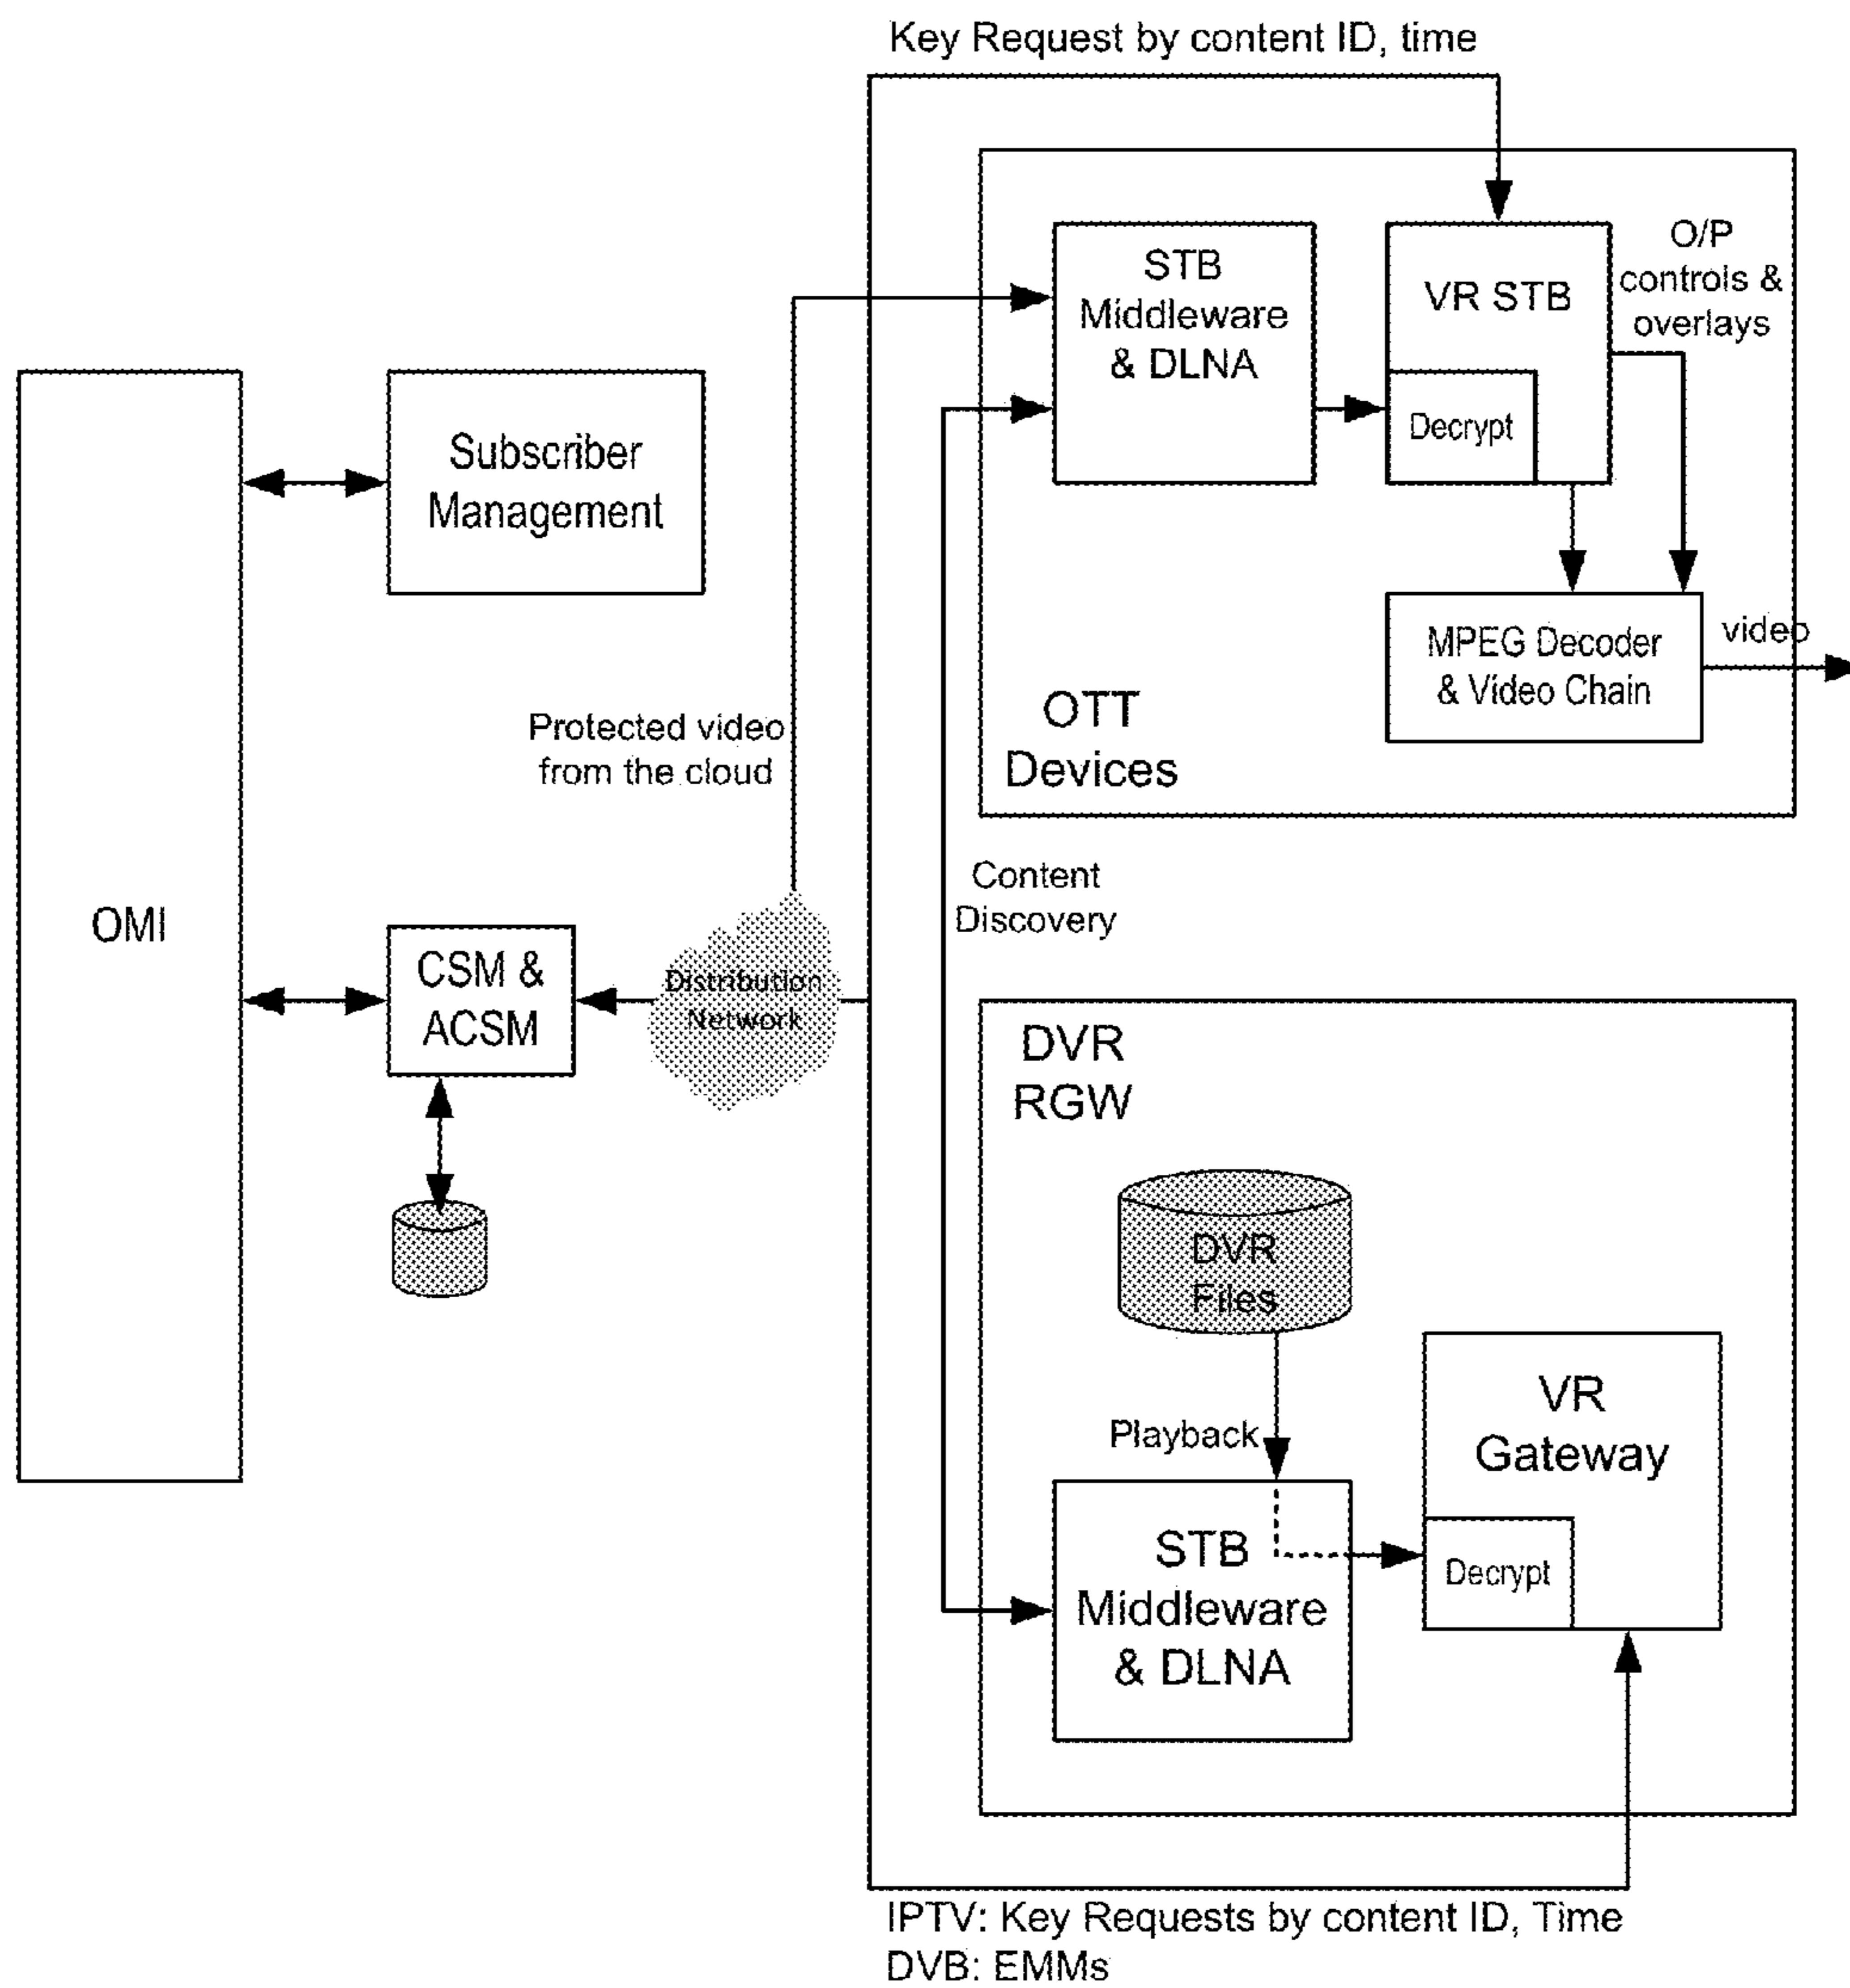 Key Request by content ID, time
STB
Middleware
& DLNA
VR STB
Decrypt
O/P
controls &
overlays
Subscriber
Management
MPEG Decoder
& Video Chain
video
OTT
Devices
Protected video
from the cloud
OMI
CSM &
ACSM
Distribution
Network
Content
Discovery
DVR
RGW
DVR
Files
Playback
VR
Gateway
Decrypt
STB
Middleware
& DLNA
IPTV: Key Requests by content ID, Time
DVB: EMMs